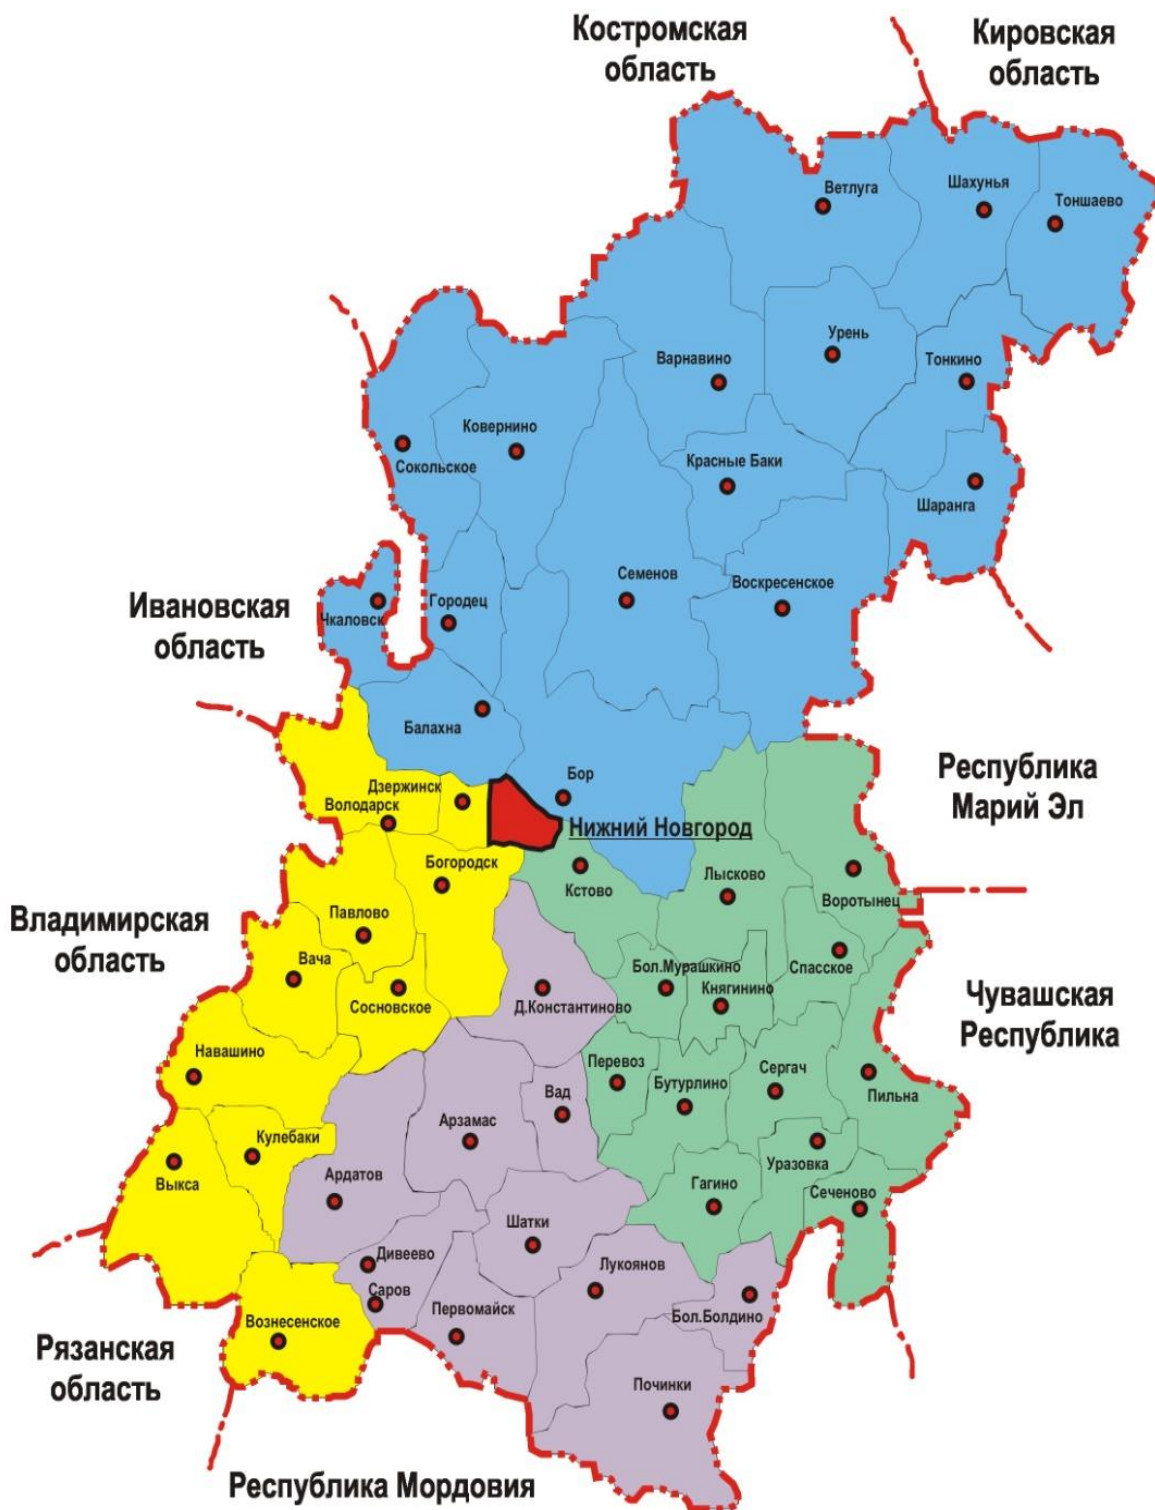 Костромская
область
Кировская
область
Ветлуга
Шахунья
Тоншаево
Урень
Варнавино
Тонкино
Ковернино
Сокольское
Красные Баки
Шаранга
Семенов
Воскресенское
Ивановская
область
Городец
Чкаловск
Балахна
Республика
Марий Эл
Бор
Дзержинск
Володарск
Нижний Новгород
Богородск
Кстово
Лысково
Воротынец
Владимирская
область
Павлово
Вача
Сосновское
Бол.Мурашкино
Спасское
Княгинино
Д.Константиново
Чувашская
Республика
Навашино
Перевоз
Бутурлино
Сергач
Пильна
Вад
Арзамас
Кулебаки
Выкса
Ардатов
Уразовка
Гагино
Сеченово
Шатки
Дивеево
Лукоянов
Саров
Первомайск
Бол.Болдино
Вознесенское
Рязанская
область
Починки
Республика Мордовия